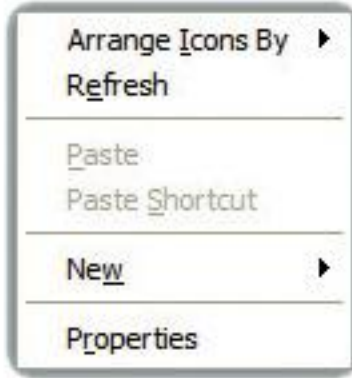 Arrange Icons By
Refresh
Paste
Paste Shortcut
New
Properties